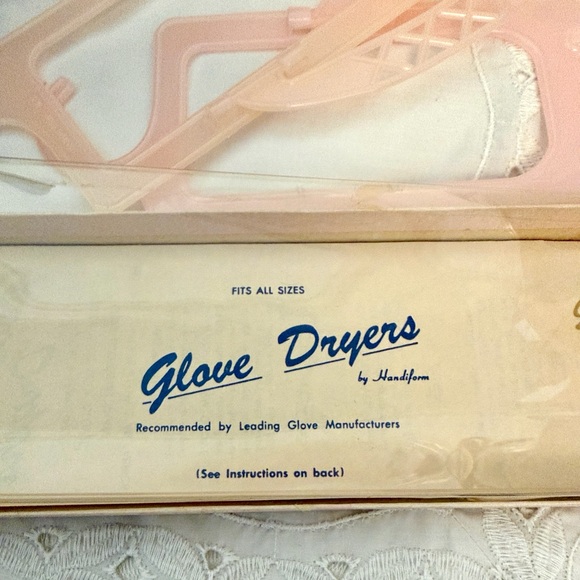 FITS ALL SIZES
Glove Dryers
by Handiform
Recommended by Leading Glove Manufacturers
(See Instructions on back)